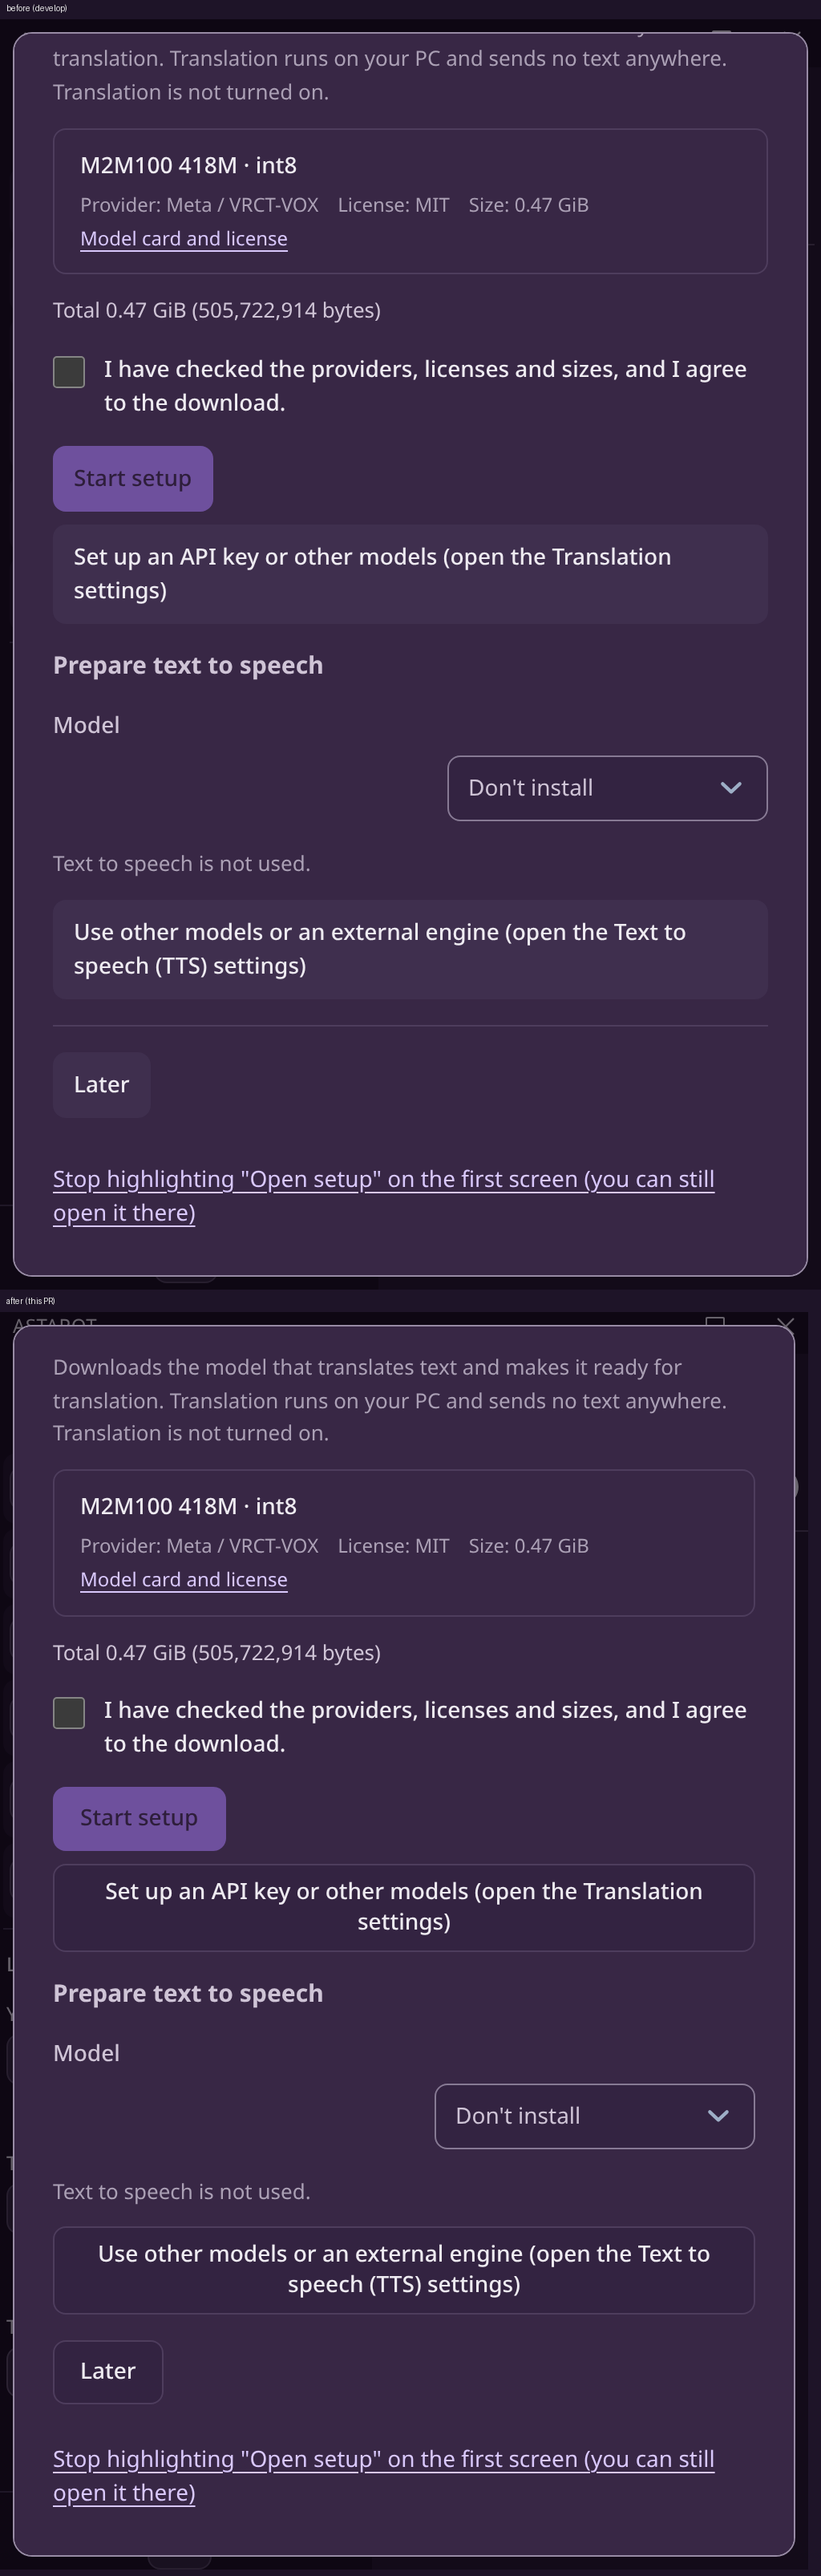 before (develop)
translation. Translation runs on your PC and sends no text anywhere.
Translation is not turned on.
M2M100 418M · int8
Provider: Meta / VRCT-VOX License: MIT Size: 0.47 GiB
Model card and license
Total 0.47 GiB (505,722,914 bytes)
I have checked the providers, licenses and sizes, and I agree
to the download.
Start setup
Set up an API key or other models (open the Translation
settings)
Prepare text to speech
Model
Don't install
Text to speech is not used.
Use other models or an external engine (open the Text to
speech (TTS) settings)
Later
Stop highlighting "Open setup" on the first screen (you can still
open it there)
after (this PR)
Downloads the model that translates text and makes it ready for
translation. Translation runs on your PC and sends no text anywhere.
Translation is not turned on.
M2M100 418M · int8
Provider: Meta / VRCT-VOX License: MIT Size: 0.47 GiB
Model card and license
Total 0.47 GiB (505,722,914 bytes)
I have checked the providers, licenses and sizes, and I agree
to the download.
Start setup
Set up an API key or other models (open the Translation
settings)
Prepare text to speech
Model
Don't install
Text to speech is not used.
Use other models or an external engine (open the Text to
speech (TTS) settings)
Later
Stop highlighting "Open setup" on the first screen (you can still
open it there)